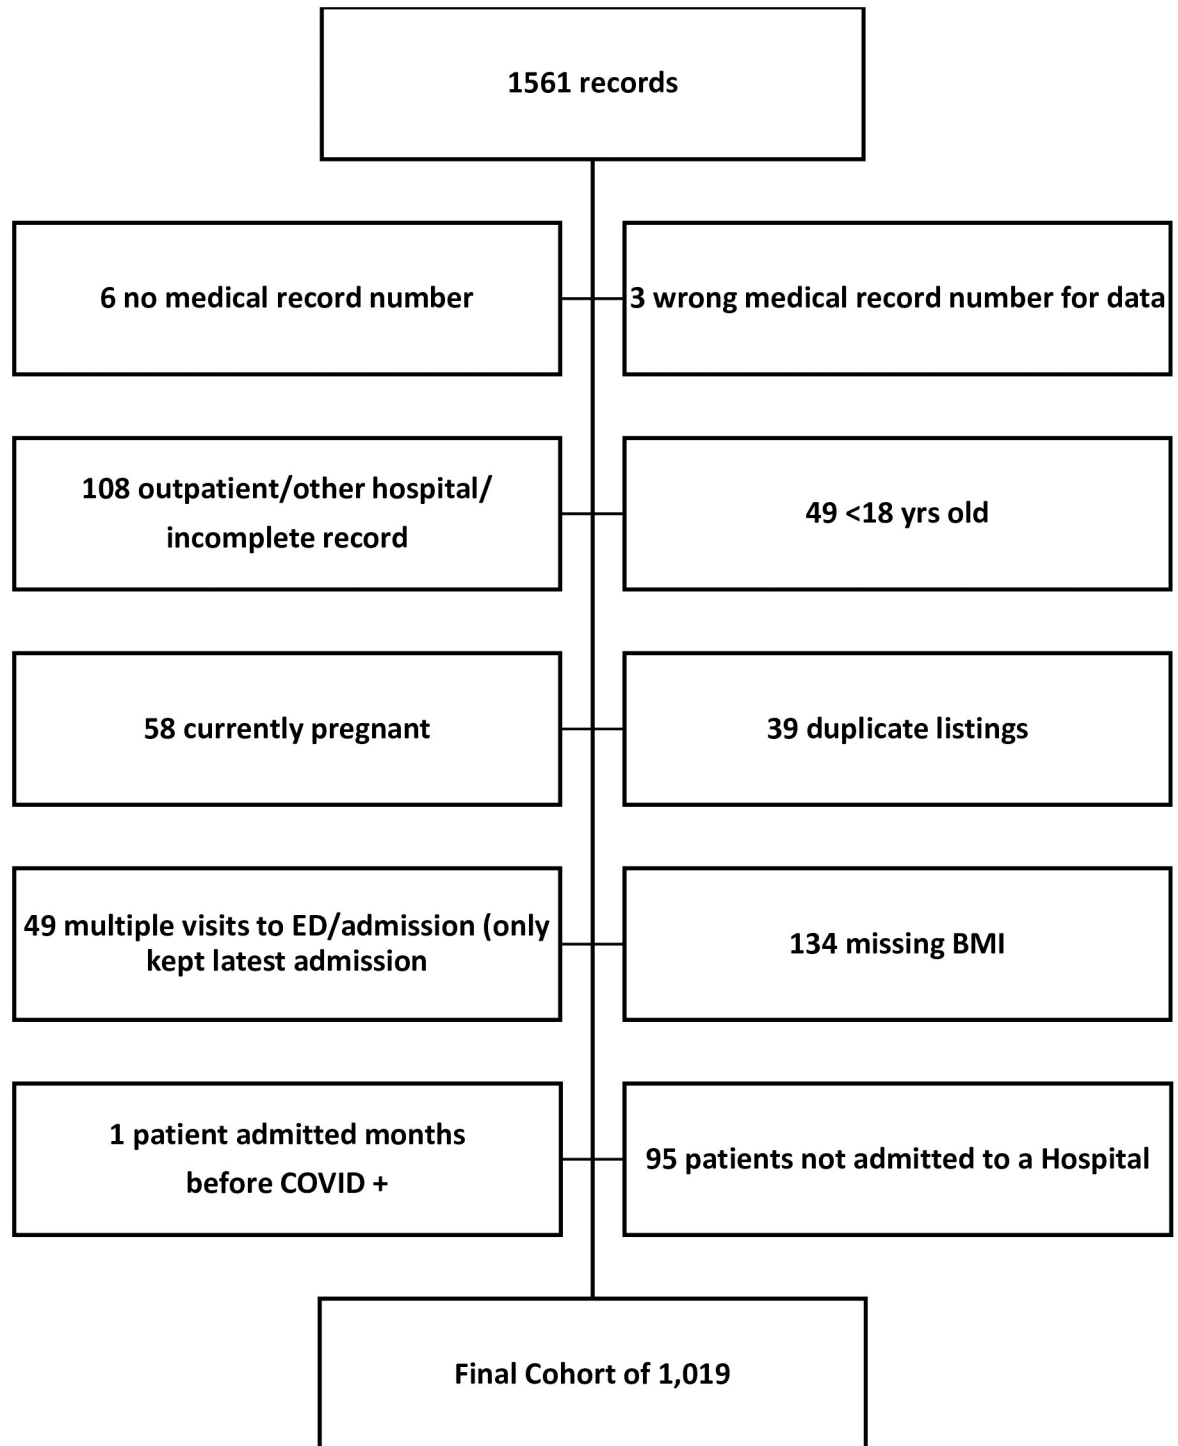 1561 records
6 no medical record number
3 wrong medical record number for data
108 outpatient/other hospital/
incomplete record
49 <18 yrs old
58 currently pregnant
39 duplicate listings
49 multiple visits to ED/admission (only
kept latest admission
134 missing BMI
1 patient admitted months
before COVID +
95 patients not admitted to a Hospital
Final Cohort of 1,019